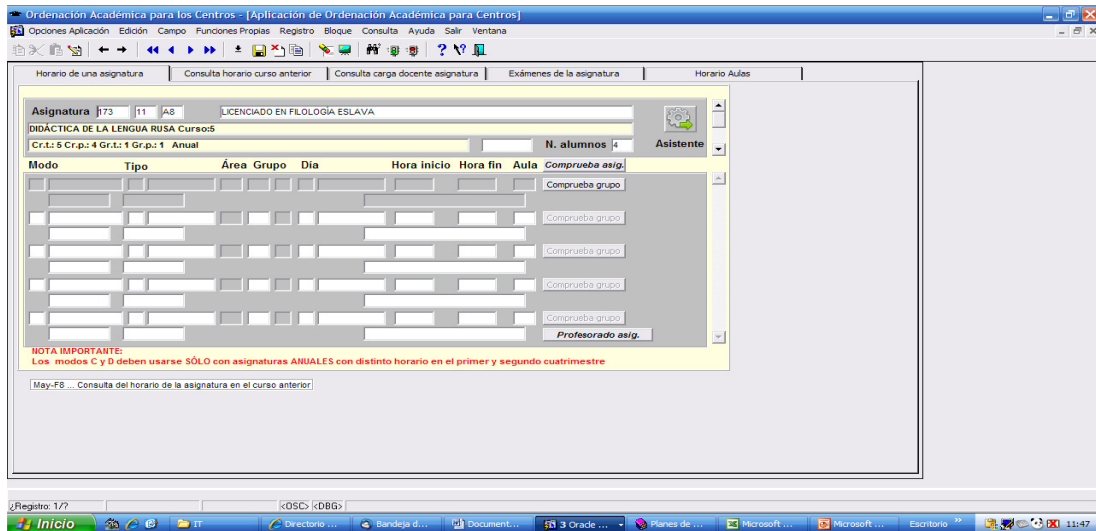 Ordenación Académica para los Centros - [Aplicación de Ordenación Académica para Centros]
Opciones Aplicación Edición Campo Funciones Propias Registro Bloque Consulta Ayuda Salir Ventana
Horario de una asignatura Consulta horario curso anterior Consulta carga docente asignatura Exámenes de la asignatura Horario Aulas
Asignatura 173 11 A8 LICENCIADO EN FILOLOGÍA ESLAVA
DIDÁCTICA DE LA LENGUA RUSA Curso:5
Cr.t.: 5 Cr.p.: 4 Gr.t.: 1 Gr.p.: 1 Anual N. alumnos 4 Asistente
Modo Tipo Área Grupo Dia Hora inicio Hora fin Aula Comprueba asig.
Comprueba grupo
Comprueba grupo
Comprueba grupo
Comprueba grupo
Comprueba grupo
Profesorado asig.
NOTA IMPORTANTE:
Los modos C y D deben usarse SÓLO con asignaturas ANUALES con distinto horario en el primer y segundo cuatrimestre
May-F8 ... Consulta del horario de la asignatura en el curso anterior
¿Registro: 1/? <OSC> <DBG>
Inicio IT Directorio ... Bandeja d... Document... 3 Oracle ... Planes de ... Microsoft ... Microsoft ... Escritorio 11:47